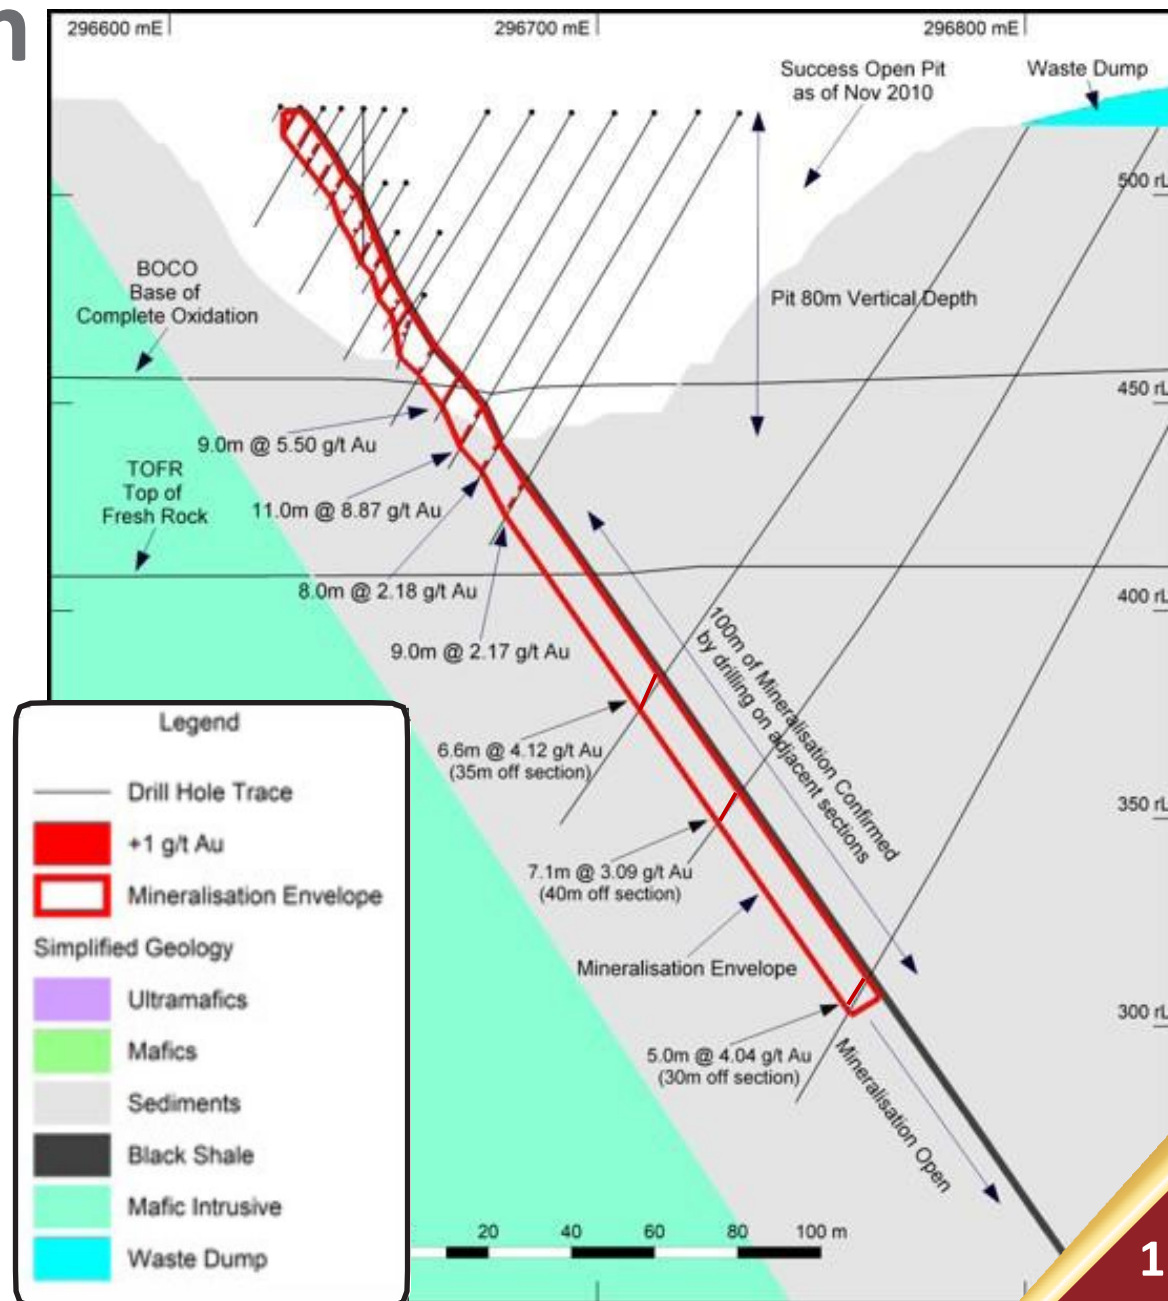 n
296600 mE
296700 mE
296800 mE
Success Open Pit
as of Nov 2010
Waste Dump
500 rL
BOCO
Base of
Complete Oxidation
Pit 80m Vertical Depth
450 rL
9.0m @ 5.50 g/t Au
TOFR
Top of
Fresh Rock
11.0m @ 8.87 g/t Au
8.0m @ 2.18 g/t Au
400 rL
9.0m @ 2.17 g/t Au
100m of Mineralisation Confirmed
by drilling on adjacent sections
6.6m @ 4.12 g/t Au
(35m off section)
350 rL
7.1m @ 3.09 g/t Au
(40m off section)
Mineralisation Envelope
300 rL
5.0m @ 4.04 g/t Au
(30m off section)
Mineralisation Open
Legend
Drill Hole Trace
+1 g/t Au
Mineralisation Envelope
Simplified Geology
Ultramafics
Mafics
Sediments
Black Shale
Mafic Intrusive
Waste Dump
20 40 60 80 100 m
1